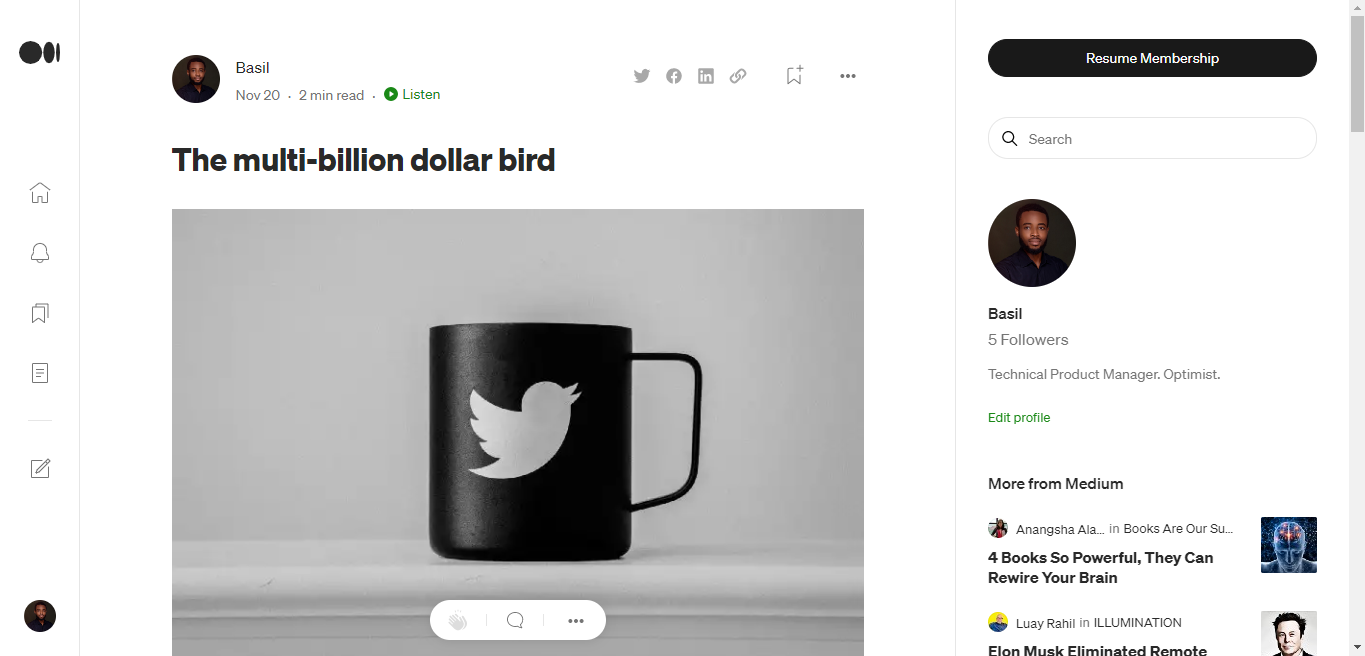 Basil
Nov 20 · 2 min read · Listen
The multi-billion dollar bird
Resume Membership
Search
Basil
5 Followers
Technical Product Manager. Optimist.
Edit profile
More from Medium
Anangsha Ala... in Books Are Our Su...
4 Books So Powerful, They Can
Rewire Your Brain
Luay Rahil in ILLUMINATION
Elon Musk Eliminated Remote